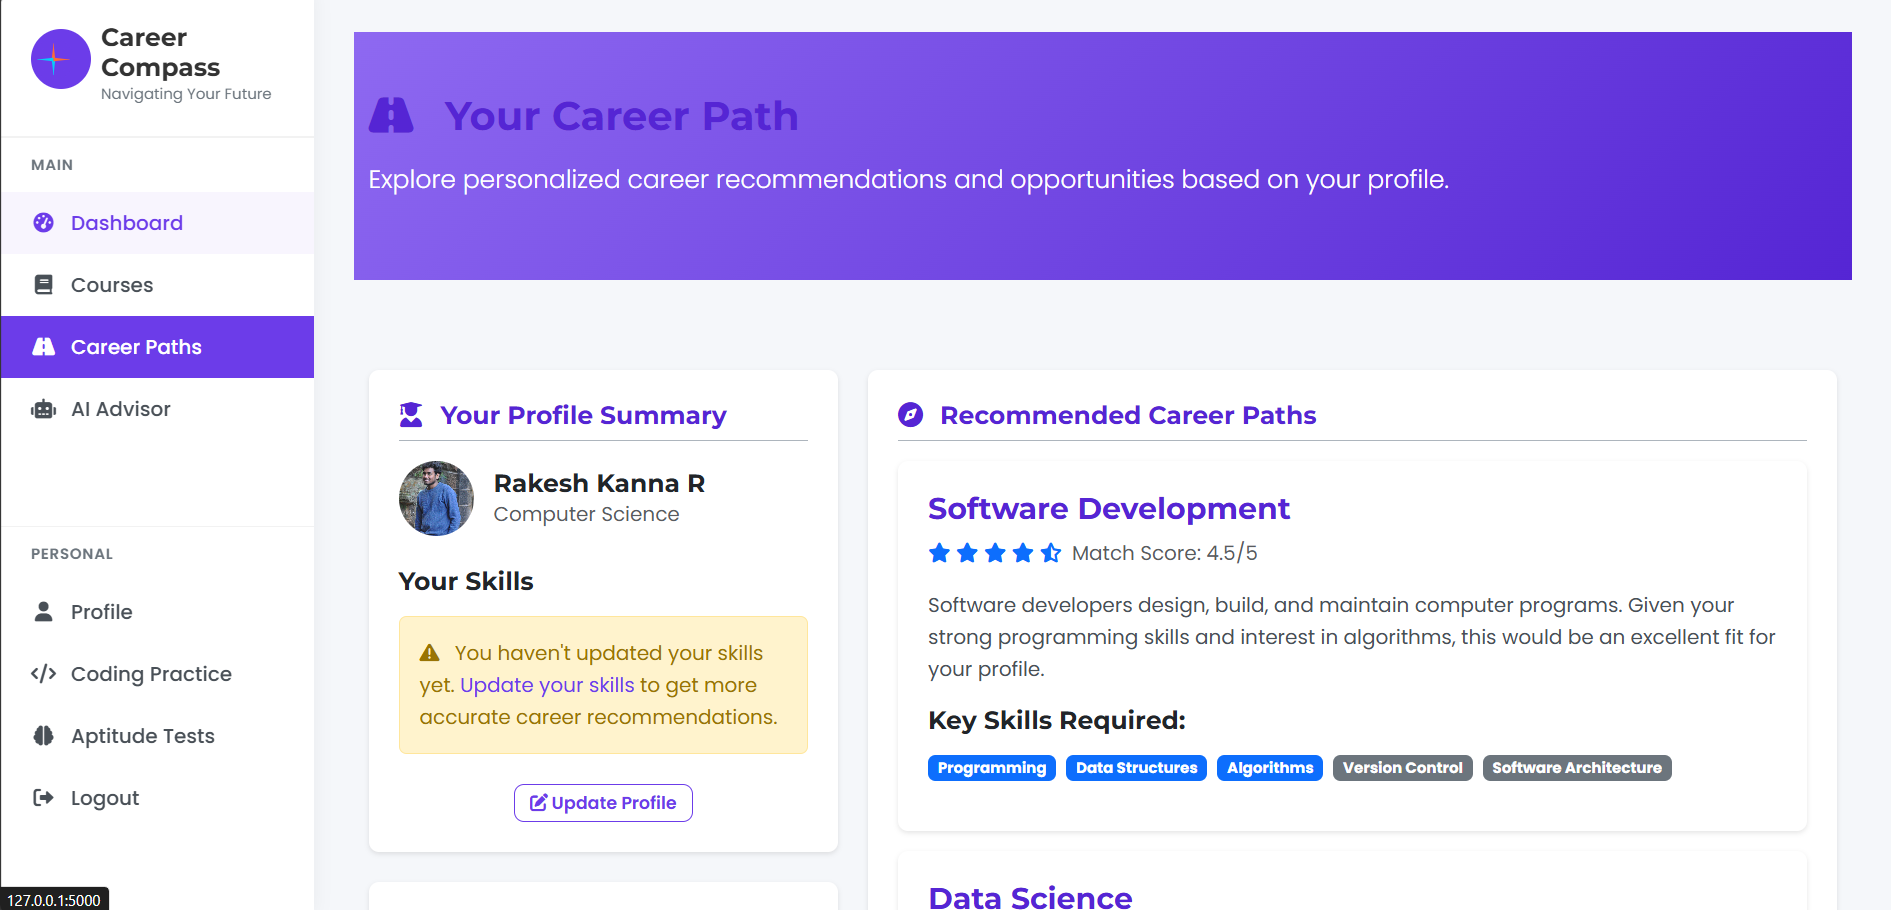 Career
Compass
Navigating Your Future
MAIN
Dashboard
Courses
Career Paths
AI Advisor
PERSONAL
Profile
Coding Practice
Aptitude Tests
Logout
127.0.0.1:5000
Your Career Path
Explore personalized career recommendations and opportunities based on your profile.
Your Profile Summary
Rakesh Kanna R
Computer Science
Your Skills
You haven't updated your skills
yet. Update your skills to get more
accurate career recommendations.
Update Profile
Recommended Career Paths
Software Development
Match Score: 4.5/5
Software developers design, build, and maintain computer programs. Given your
strong programming skills and interest in algorithms, this would be an excellent fit for
your profile.
Key Skills Required:
Programming Data Structures Algorithms Version Control Software Architecture
Data Science